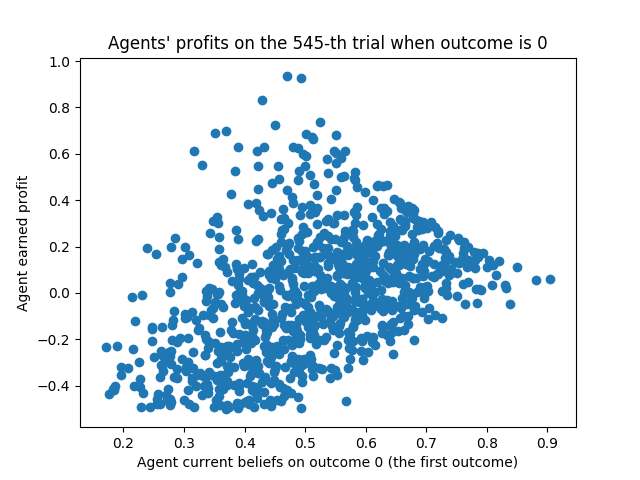 Agents' profits on the 545-th trial when outcome is 0
1.0
0.8
0.6
0.4
0.2
0.0
−0.2
−0.4
Agent earned profit
0.2 0.3 0.4 0.5 0.6 0.7 0.8 0.9
Agent current beliefs on outcome 0 (the first outcome)